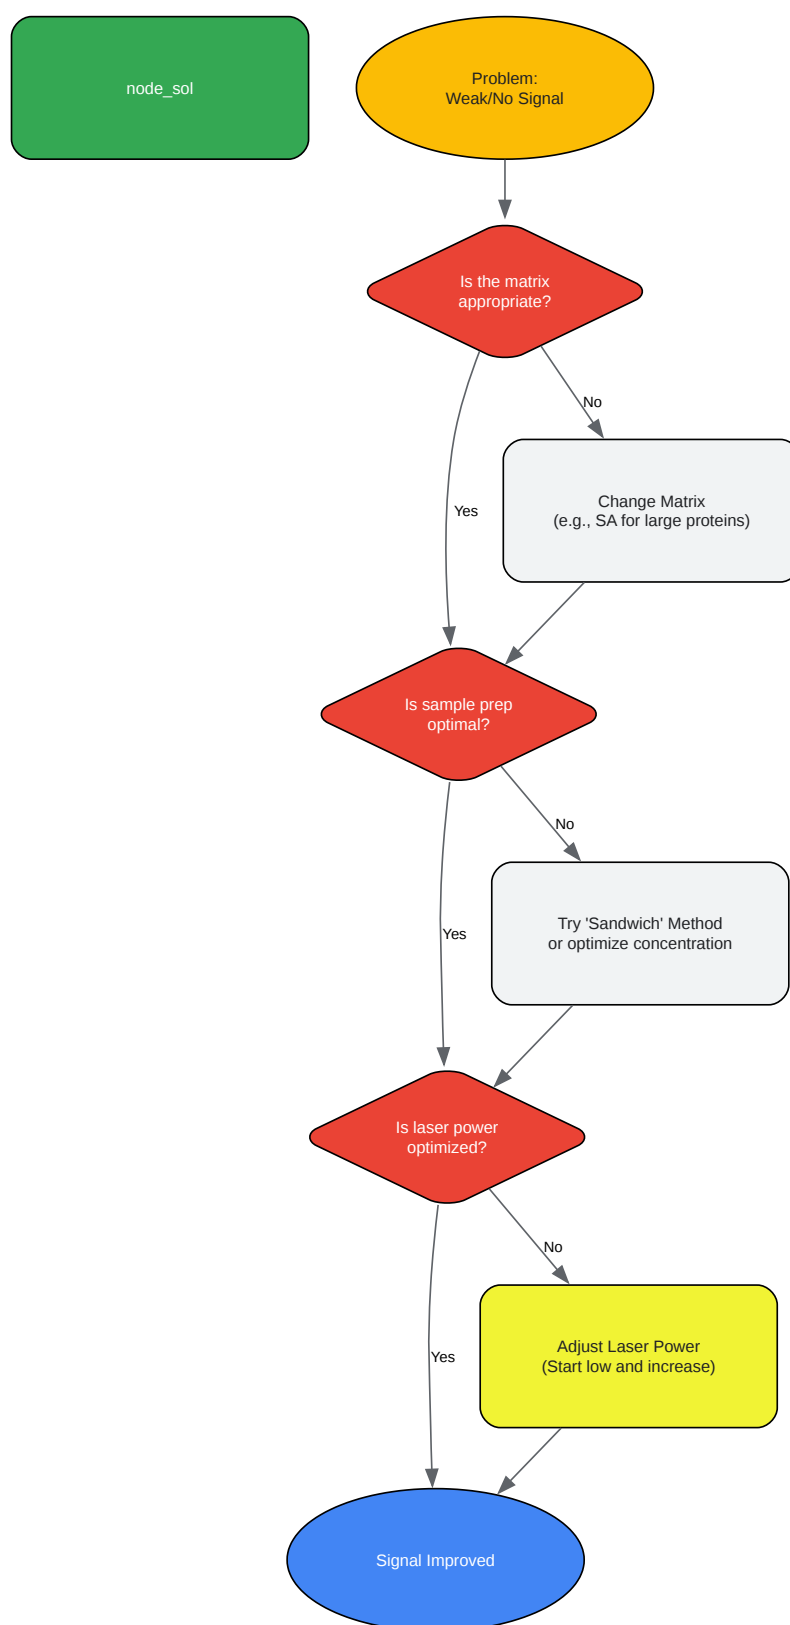 node_sol
Problem:
Weak/No Signal
Is the matrix
appropriate?
No
Change Matrix
(e.g., SA for large proteins)
Yes
Is sample prep
optimal?
No
Try 'Sandwich' Method
or optimize concentration
Yes
Is laser power
optimized?
No
Adjust Laser Power
(Start low and increase)
Yes
Signal Improved